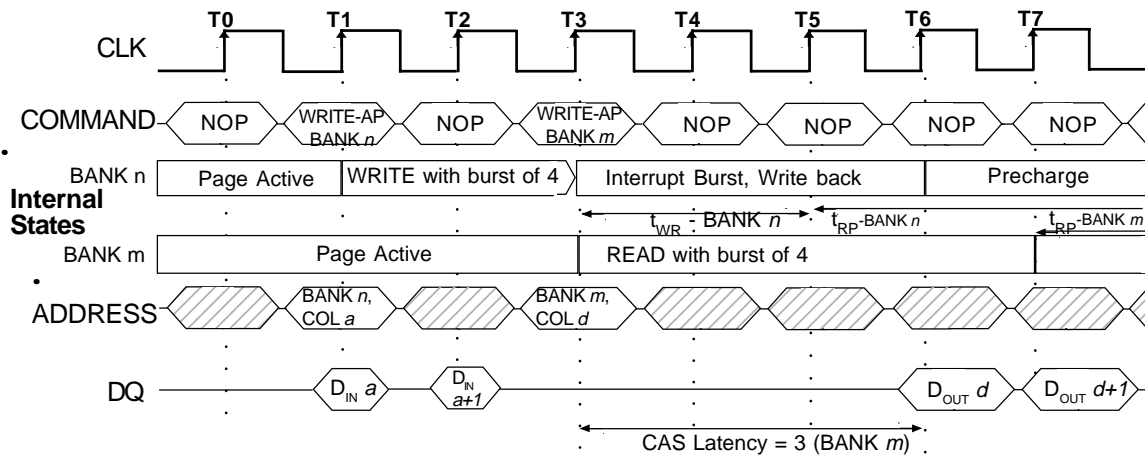 T0 T1 T2 T3 T4 T5 T6 T7
CLK
COMMAND NOP WRITE-AP BANK n NOP WRITE-AP BANK m NOP NOP NOP NOP
BANK n Page Active WRITE with burst of 4 Interrupt Burst, Write back Precharge
Internal States
tWR - BANK n tRP-BANK n tRP-BANK m
BANK m Page Active READ with burst of 4
ADDRESS BANK n, COL a BANK m, COL d
DQ DIN a DIN a+1 DOUT d DOUT d+1
CAS Latency = 3 (BANK m)